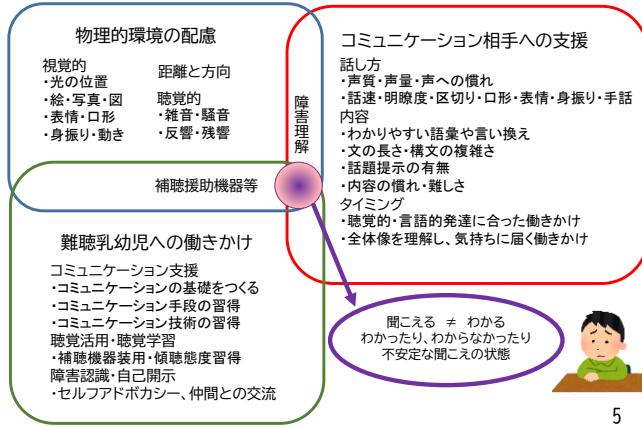 物理的環境の配慮
視覚的
・光の位置
・絵・写真・図
・表情・口形
・身振り・動き
距離と方向
聴覚的
・雑音・騒音
・反響・残響
障害理解
補聴援助機器等
コミュニケーション相手への支援
話し方
・声質・声量・声への慣れ
・話速・明瞭度・区切り・口形・表情・身振り・手話
内容
・わかりやすい語彙や言い換え
・文の長さ・構文の複雑さ
・話題提示の有無
・内容の慣れ・難しさ
タイミング
・聴覚的・言語的発達に合った働きかけ
・全体像を理解し、気持ちに届く働きかけ
難聴乳幼児への働きかけ
コミュニケーション支援
・コミュニケーションの基礎をつくる
・コミュニケーション手段の習得
・コミュニケーション技術の習得
聴覚活用・聴覚学習
・補聴機器装用・傾聴態度習得
障害認識・自己開示
・セルフアドボカシー、仲間との交流
聞こえる ≠ わかる
わかったり、わからなかったり
不安定な聞こえの状態
5